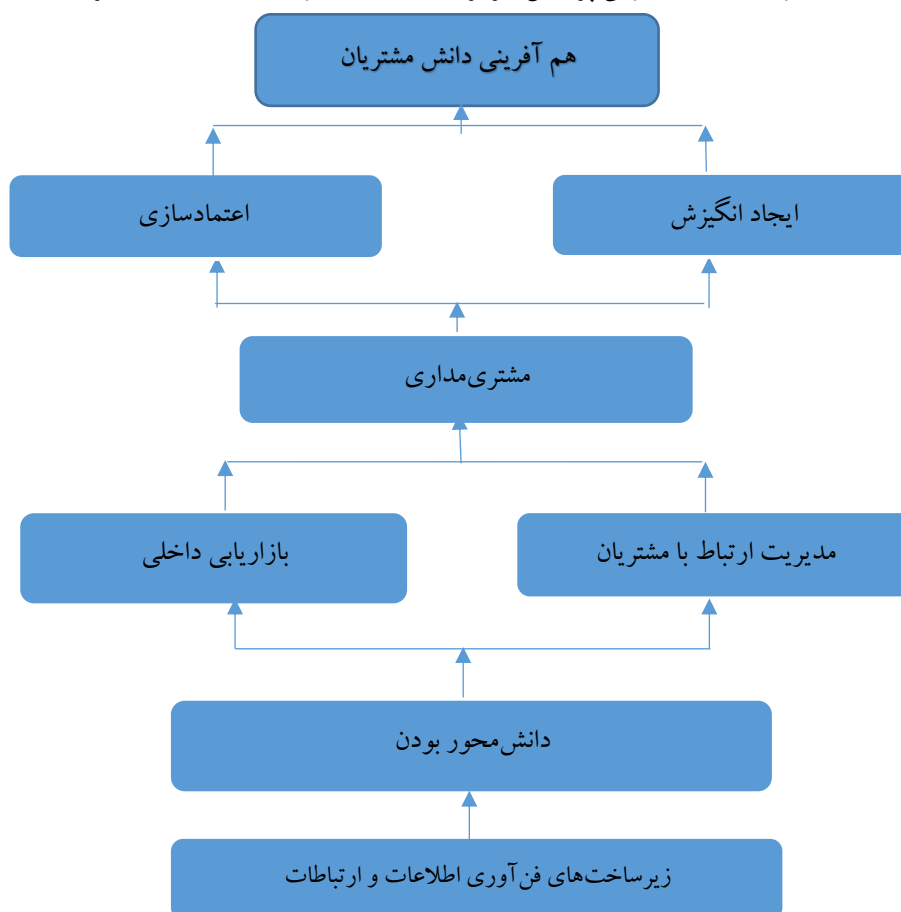 هم آفرینی دانش مشتریان
ایجاد انگیزش
اعتمادسازی
مشتری‌مداری
مدیریت ارتباط با مشتریان
بازاریابی داخلی
دانش‌محور بودن
زیرساخت‌های فن‌آوری اطلاعات و ارتباطات